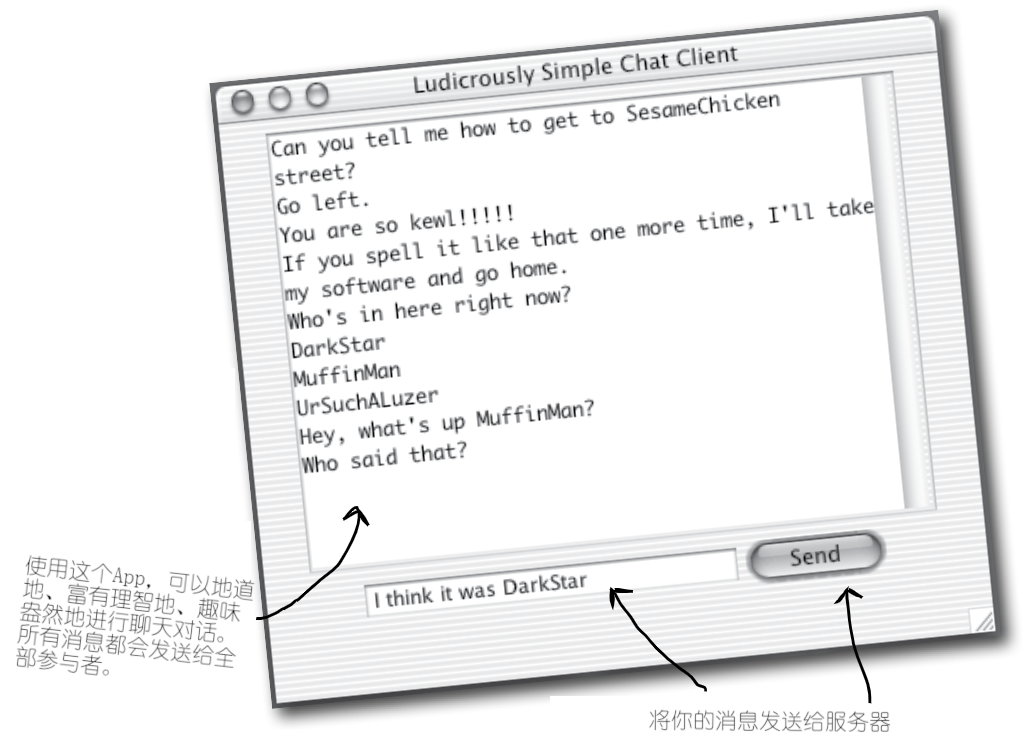 Ludicrously Simple Chat Client
Can you tell me how to get to SesameChicken
street?
Go left.
You are so kewl!!!!!
If you spell it like that one more time, I'll take
my software and go home.
Who's in here right now?
DarkStar
MuffinMan
UrSuchALuzer
Hey, what's up MuffinMan?
Who said that?
I think it was DarkStar
Send
使用这个App，可以地道
地、富有理智地、趣味
盎然地进行聊天对话。
所有消息都会发送给全
部参与者。
将你的消息发送给服务器